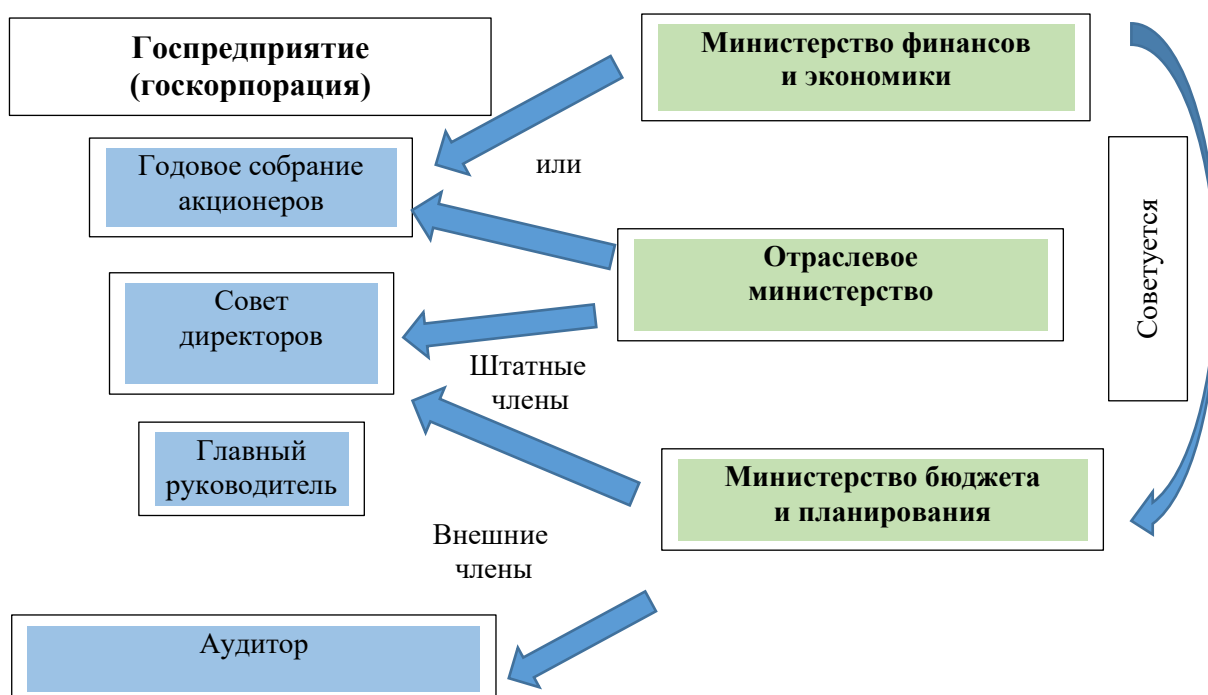 Госпредприятие
(госкорпорация)
Министерство финансов
и экономики
Годовое собрание
акционеров
или
Отраслевое
министерство
Советуется
Совет
директоров
Штатные
члены
Главный
руководитель
Министерство бюджета
и планирования
Внешние
члены
Аудитор